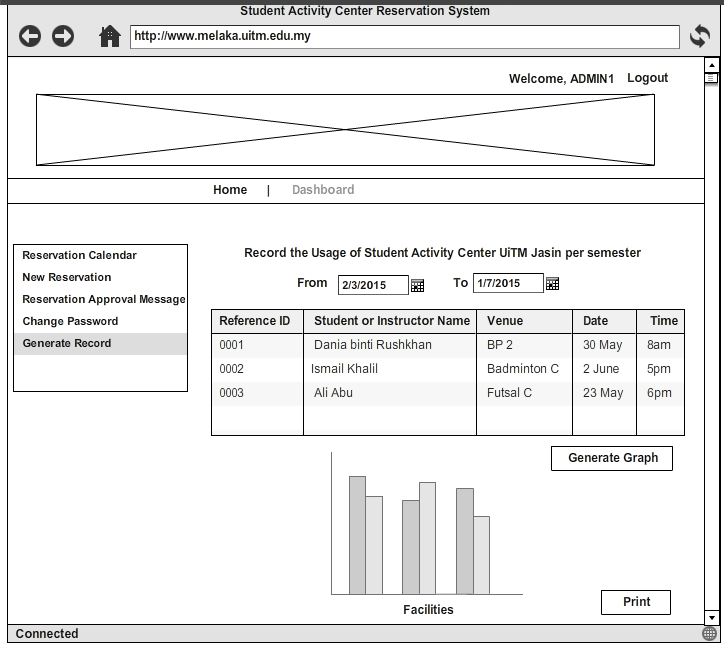 Student Activity Center Reservation System
http://www.melaka.uitm.edu.my
Welcome, ADMIN1 Logout
Home | Dashboard
Reservation Calendar
New Reservation
Reservation Approval Message
Change Password
Generate Record
Record the Usage of Student Activity Center UiTM Jasin per semester
From 2/3/2015 To 1/7/2015
Reference ID Student or Instructor Name Venue Date Time
0001 Dania binti Rushkhan BP 2 30 May 8am
0002 Ismail Khalil Badminton C 2 June 5pm
0003 Ali Abu Futsal C 23 May 6pm
Generate Graph
Facilities
Print
Connected